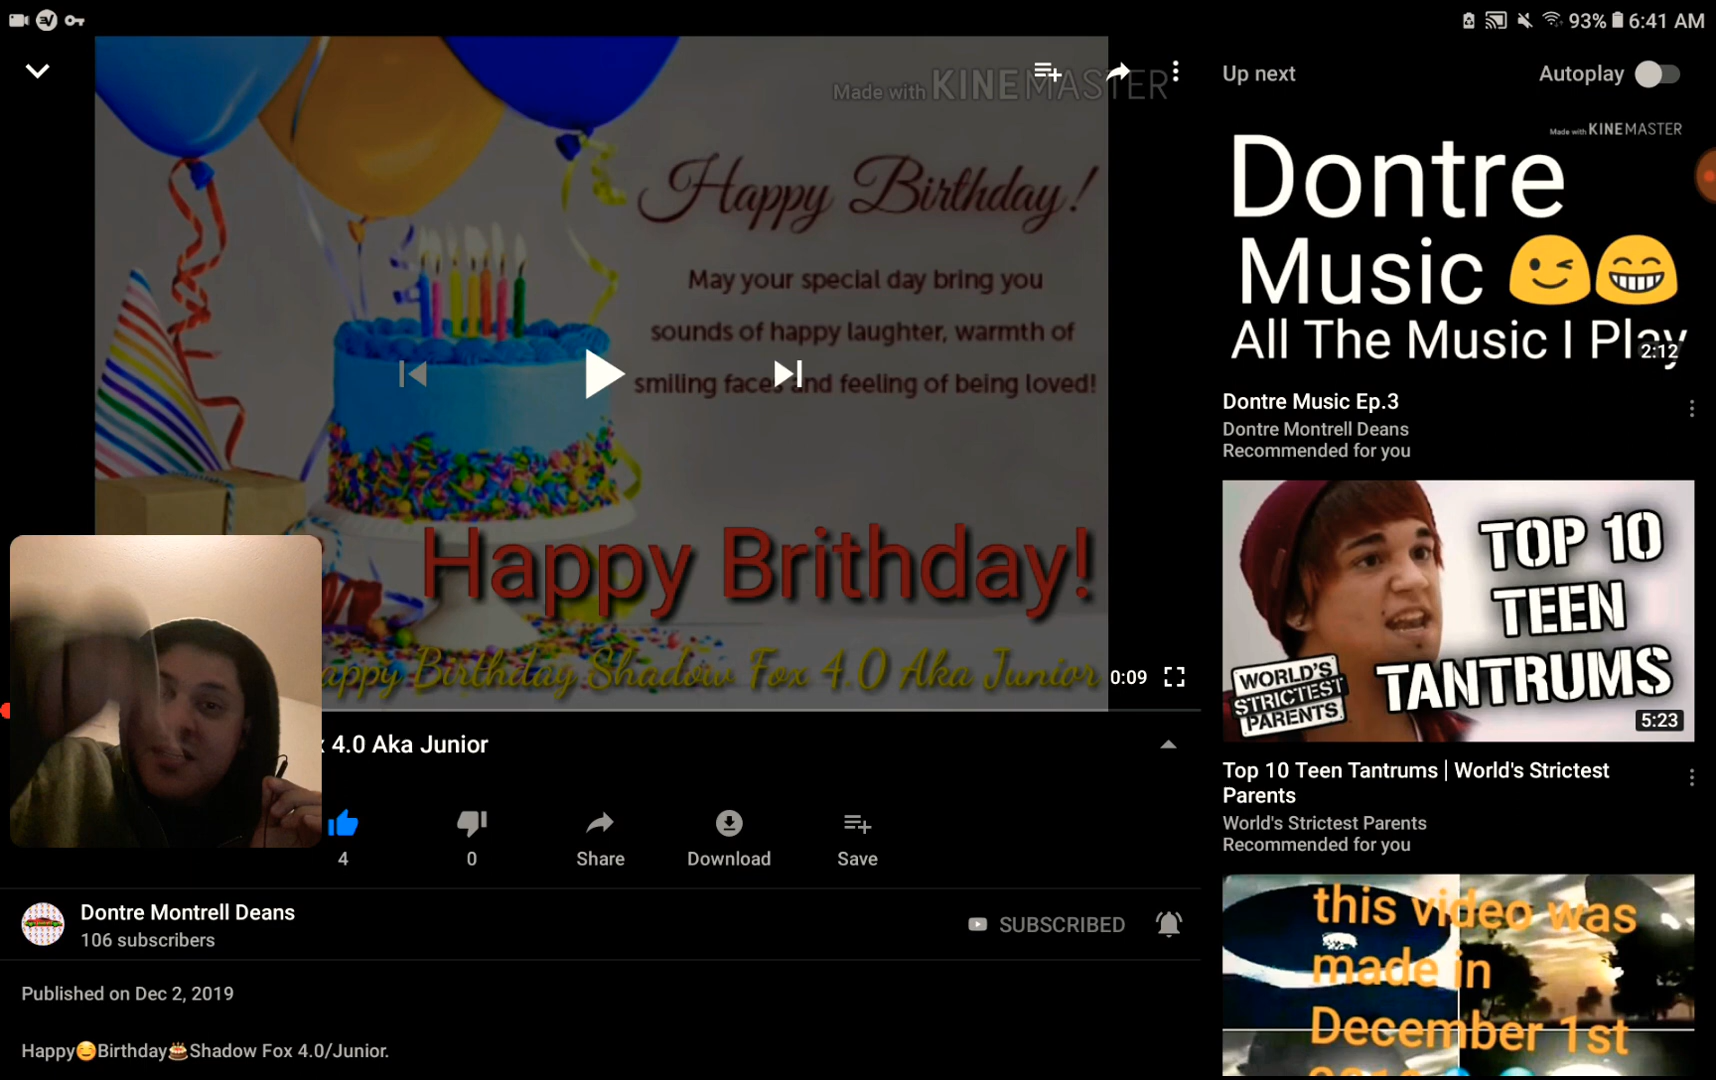 93% 6:41 AM
Made with KINEMASTER
Happy Birthday!
May your special day bring you
sounds of happy laughter, warmth of
smiling faces and feeling of being loved!
Happy Brithday!
appy Birthday Shadow Fox 4.0 Aka Junior
0:09
x 4.0 Aka Junior
4
0
Share
Download
Save
Dontre Montrell Deans
106 subscribers
SUBSCRIBED
Published on Dec 2, 2019
Happy😊Birthday🎂Shadow Fox 4.0/Junior.
Up next
Autoplay
Made with KINEMASTER
Dontre
Music 😉😁
All The Music I Play
2:12
Dontre Music Ep.3
Dontre Montrell Deans
Recommended for you
TOP 10
TEEN
TANTRUMS
WORLD'S
STRICTEST
PARENTS
5:23
Top 10 Teen Tantrums | World's Strictest
Parents
World's Strictest Parents
Recommended for you
this video was
made in
December 1st